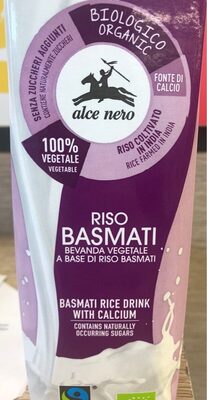 BIOLOGICO
ORGANIC
SENZA ZUCCHERI AGGIUNTI
CONTIENE NATURALMENTE ZUCCHERI
FONTE DI
CALCIO
alce nero
100%
VEGETALE
VEGETABLE
RISO COLTIVATO
IN INDIA
RICE FARMED IN INDIA
RISO
BASMATI
BEVANDA VEGETALE
A BASE DI RISO BASMATI
BASMATI RICE DRINK
WITH CALCIUM
CONTAINS NATURALLY
OCCURRING SUGARS